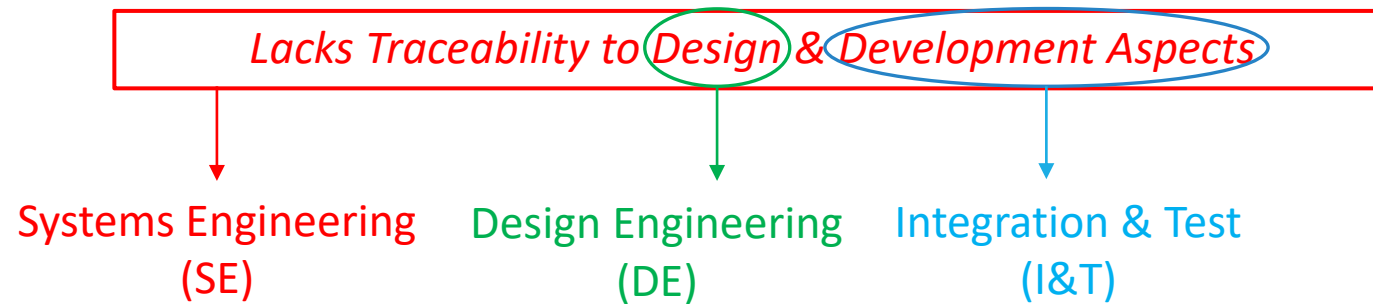 Lacks Traceability to Design & Development Aspects
Systems Engineering Design Engineering Integration & Test
(SE) (DE) (I&T)